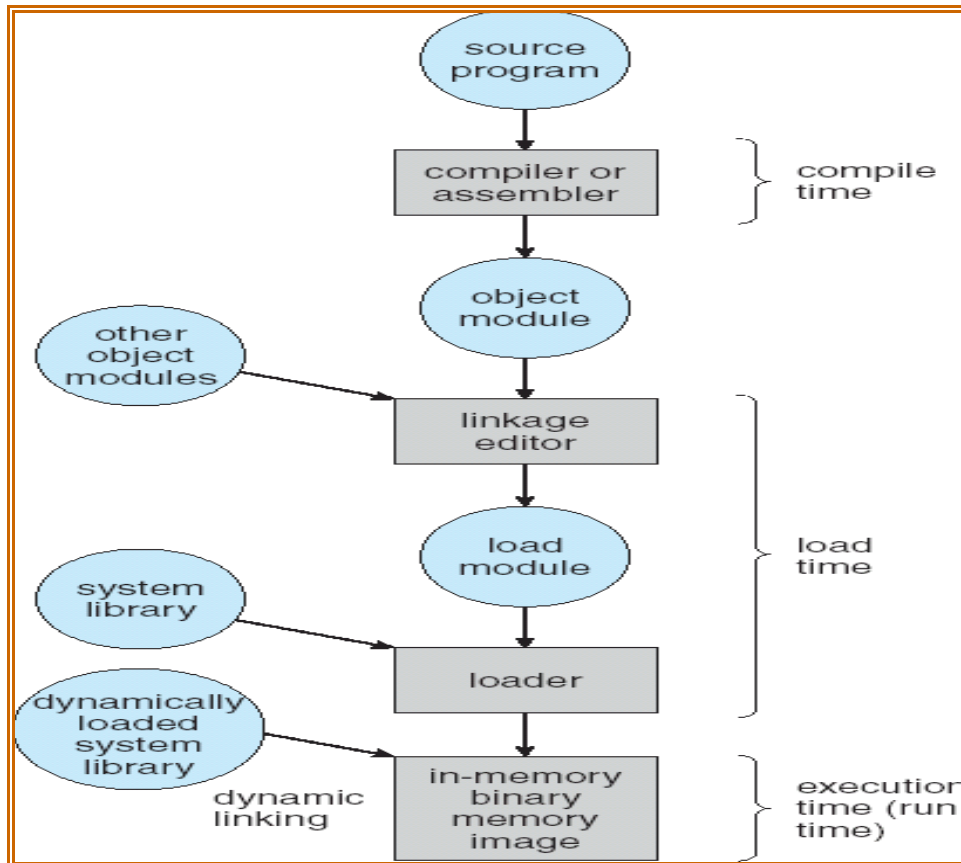 source
program
compiler or
assembler
compile
time
object
module
other
object
modules
linkage
editor
load
module
load
time
system
library
loader
dynamically
loaded
system
library
dynamic
linking
in-memory
binary
memory
image
execution
time (run
time)